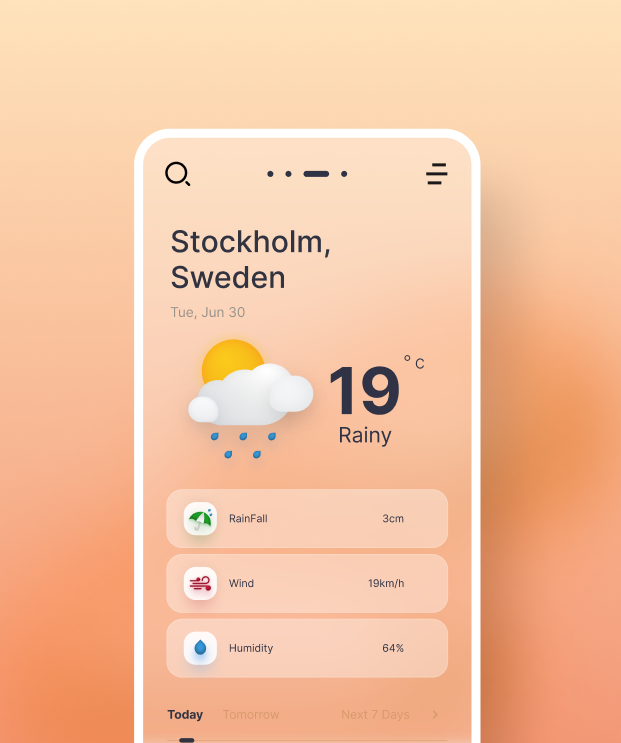 Stockholm,
Sweden
Tue, Jun 30
19° C
Rainy
RainFall 3cm
Wind 19km/h
Humidity 64%
Today Tomorrow Next 7 Days